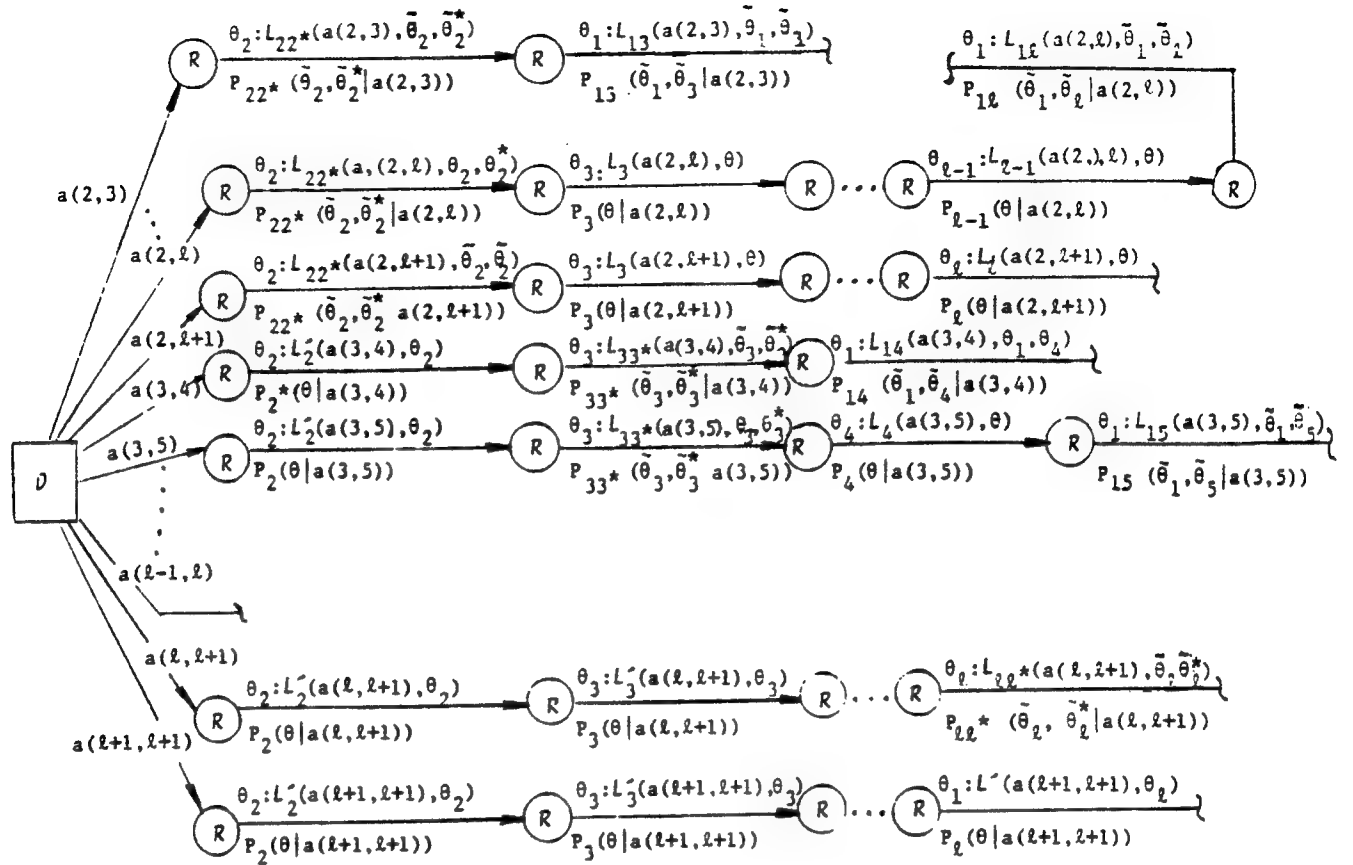 θ₂:L₂₂*(a(2,3),θ̃₂,θ̃₂*)
θ₁:L₁₃(a(2,3),θ̃₁,θ̃₃)
θ₁:L₁ℓ(a(2,ℓ),θ̃₁,θ̃₂)
R
R
P₂₂* (θ̃₂,θ̃₂*|a(2,3))
P₁₃ (θ̃₁,θ̃₃|a(2,3))
P₁ℓ (θ̃₁,θ̃ℓ|a(2,ℓ))
a(2,3)
θ₂:L₂₂*(a,(2,ℓ),θ₂,θ₂*)
θ₃:L₃(a(2,ℓ),θ)
θℓ₋₁:Lℓ₋₁(a(2,),ℓ),θ)
R
R
R
...
R
R
P₂₂* (θ̃₂,θ̃₂*|a(2,ℓ))
P₃(θ|a(2,ℓ))
Pℓ₋₁(θ|a(2,ℓ))
a(2,ℓ)
θ₂:L₂₂*(a(2,ℓ+1),θ̃₂,θ̃₂)
θ₃:L₃(a(2,ℓ+1),θ)
θℓ:Lℓ(a(2,ℓ+1),θ)
R
R
R
...
R
P₂₂* (θ̃₂,θ̃₂* a(2,ℓ+1))
P₃(θ|a(2,ℓ+1))
Pℓ(θ|a(2,ℓ+1))
a(2,ℓ+1)
θ₂:L₂′(a(3,4),θ₂)
θ₃:L₃₃*(a(3,4),θ̃₃,θ̃₃*)
θ₁:L₁₄(a(3,4),θ₁,θ₄)
R
R
R
P₂*(θ|a(3,4))
P₃₃* (θ̃₃,θ̃₃*|a(3,4))
P₁₄ (θ̃₁,θ̃₄|a(3,4))
a(3,4)
θ₂:L₂′(a(3,5),θ₂)
θ₃:L₃₃*(a(3,5),θ₃,θ₃*)
θ₄:L₄(a(3,5),θ)
θ₁:L₁₅(a(3,5),θ̃₁,θ̃₅)
a(3,5)
R
R
R
R
P₂(θ|a(3,5))
P₃₃* (θ̃₃,θ̃₃* a(3,5))
P₄(θ|a(3,5))
P₁₅ (θ̃₁,θ̃₅|a(3,5))
D
a(ℓ-1,ℓ)
a(ℓ,ℓ+1)
θ₂:L₂′(a(ℓ,ℓ+1),θ₂)
θ₃:L₃′(a(ℓ,ℓ+1),θ₃)
θℓ:Lℓℓ*(a(ℓ,ℓ+1),θ̃,θ̃ℓ*)
R
R
R
...
R
P₂(θ|a(ℓ,ℓ+1))
P₃(θ|a(ℓ,ℓ+1))
Pℓℓ* (θ̃ℓ, θ̃ℓ*|a(ℓ,ℓ+1))
a(ℓ+1,ℓ+1)
θ₂:L₂′(a(ℓ+1,ℓ+1),θ₂)
θ₃:L₃′(a(ℓ+1,ℓ+1),θ₃)
θ₁:L′(a(ℓ+1,ℓ+1),θℓ)
R
R
R
...
R
P₂(θ|a(ℓ+1,ℓ+1))
P₃(θ|a(ℓ+1,ℓ+1))
Pℓ(θ|a(ℓ+1,ℓ+1))